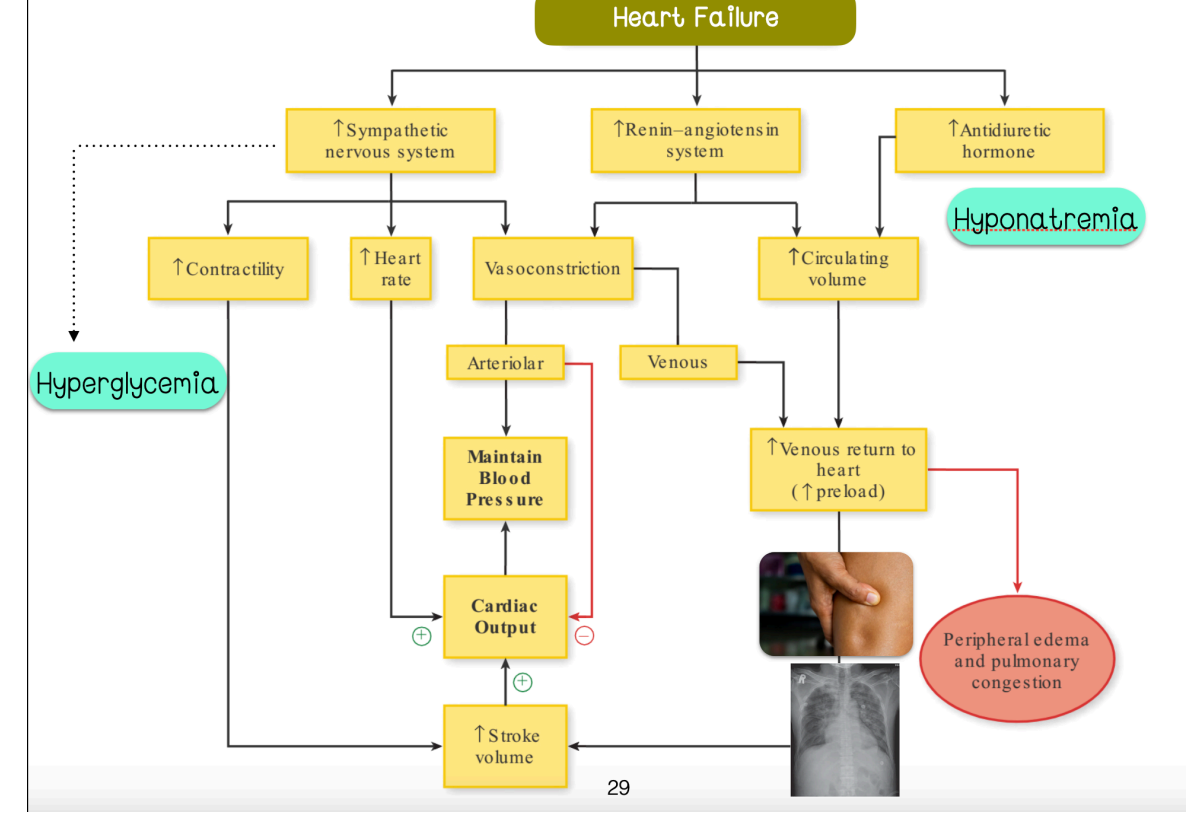 Heart Failure
↑Sympathetic
nervous system
↑Renin–angiotensin
system
↑Antidiuretic
hormone
Hyponatremia
↑Contractility
↑Heart
rate
Vasoconstriction
↑Circulating
volume
Arteriolar
Venous
Hyperglycemia
Maintain
Blood
Pressure
↑Venous return to
heart
(↑preload)
Cardiac
Output
+
−
+
Peripheral edema
and pulmonary
congestion
↑Stroke
volume
R
29